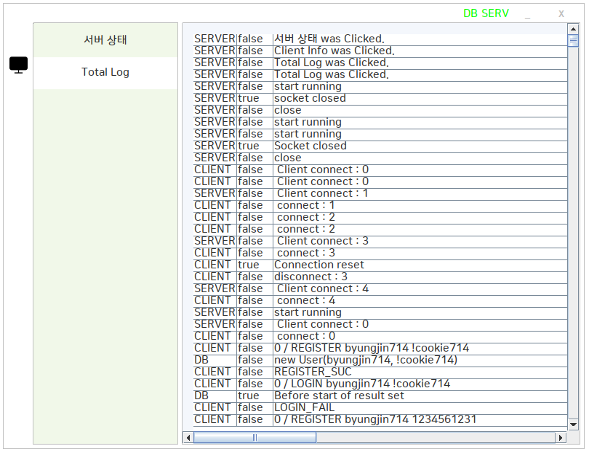 DB SERV _ X
서버 상태
Total Log
SERVER false 서버 상태 was Clicked.
SERVER false Client Info was Clicked.
SERVER false Total Log was Clicked.
SERVER false Total Log was Clicked.
SERVER false start running
SERVER true socket closed
SERVER false close
SERVER false start running
SERVER false start running
SERVER true Socket closed
SERVER false close
CLIENT false Client connect : 0
CLIENT false Client connect : 0
SERVER false Client connect : 1
CLIENT false connect : 1
CLIENT false connect : 2
CLIENT false connect : 2
SERVER false Client connect : 3
CLIENT false connect : 3
CLIENT true Connection reset
CLIENT false disconnect : 3
SERVER false Client connect : 4
CLIENT false connect : 4
SERVER false start running
SERVER false Client connect : 0
CLIENT false connect : 0
CLIENT false 0 / REGISTER byungjin714 !cookie714
DB false new User(byungjin714, !cookie714)
CLIENT false REGISTER_SUC
CLIENT false 0 / LOGIN byungjin714 !cookie714
DB true Before start of result set
CLIENT false LOGIN_FAIL
CLIENT false 0 / REGISTER byungjin714 1234561231